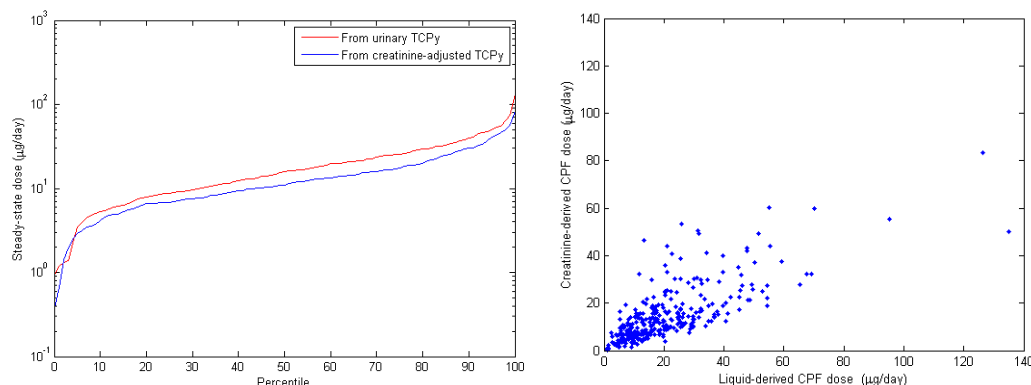 10^3
10^2
10^1
10^0
10^-1
Steady-state dose (μg/day)
From urinary TCPy
From creatinine-adjusted TCPy
0 10 20 30 40 50 60 70 80 90 100
Percentile
140
120
100
80
60
40
20
0
Creatinine-derived CPF dose (μg/day)
0 20 40 60 80 100 120 140
Liquid-derived CPF dose (μg/day)